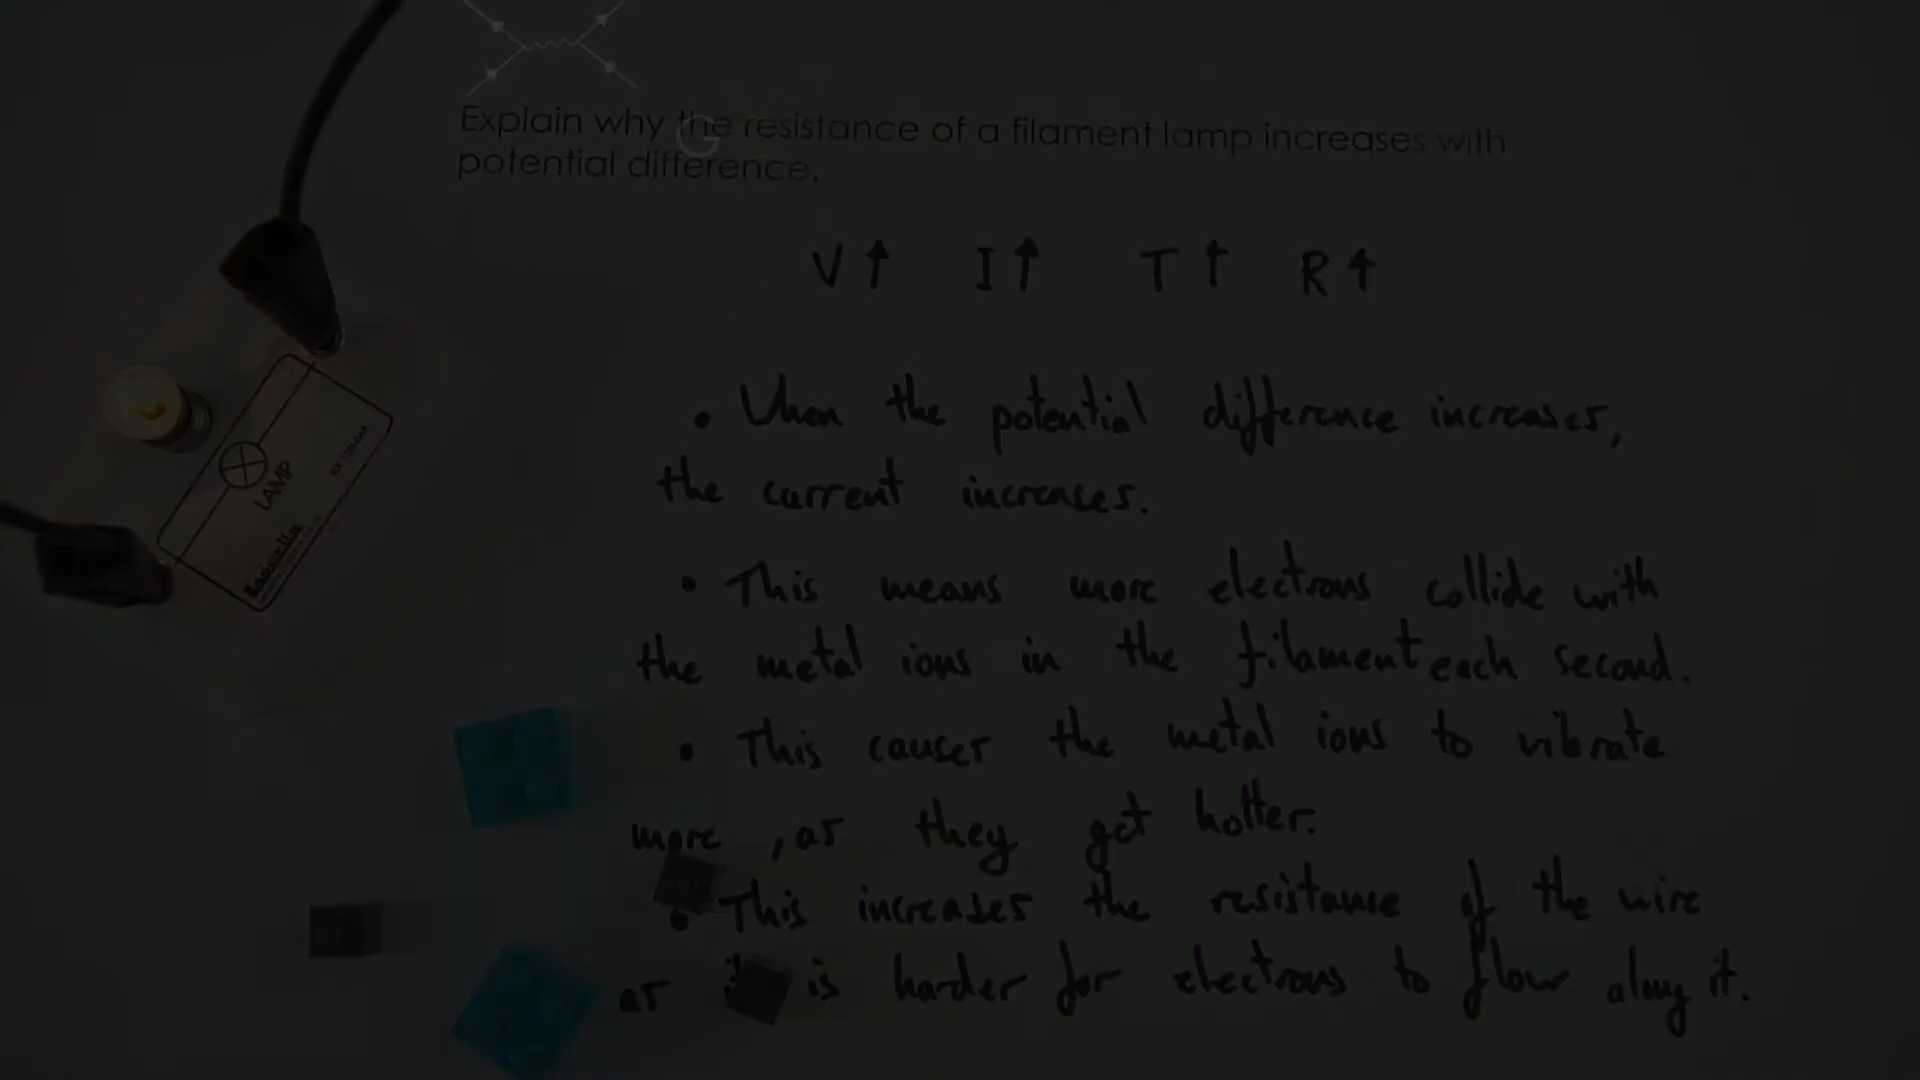 Explain why the resistance of a filament lamp increases with
potential difference.
V↑ I↑ T↑ R↑
• When the potential difference increases,
the current increases.
• This means more electrons collide with
the metal ions in the filament each second.
• This causes the metal ions to vibrate
more, as they get hotter.
• This increases the resistance of the wire
as it is harder for electrons to flow along it.
LAMP
G